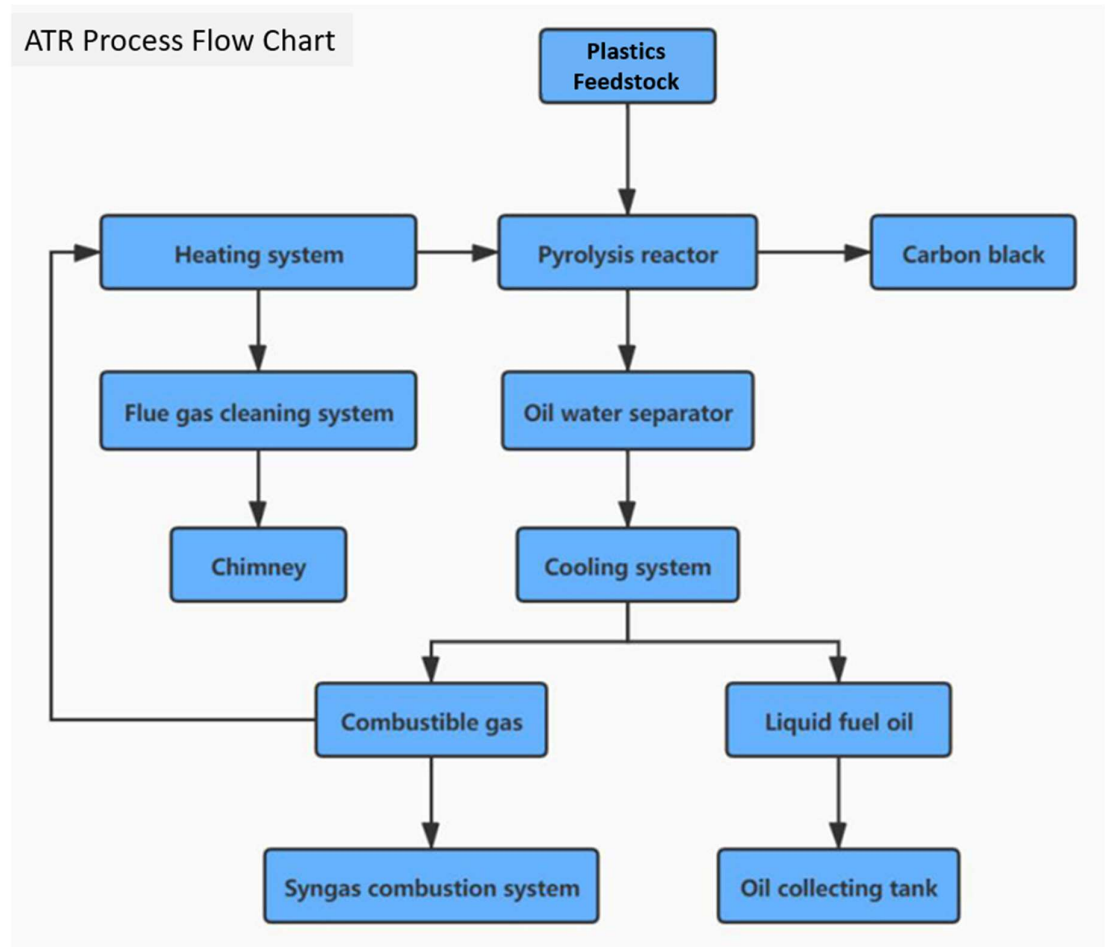 ATR Process Flow Chart
Plastics
Feedstock
Heating system
Pyrolysis reactor
Carbon black
Flue gas cleaning system
Oil water separator
Chimney
Cooling system
Combustible gas
Liquid fuel oil
Syngas combustion system
Oil collecting tank